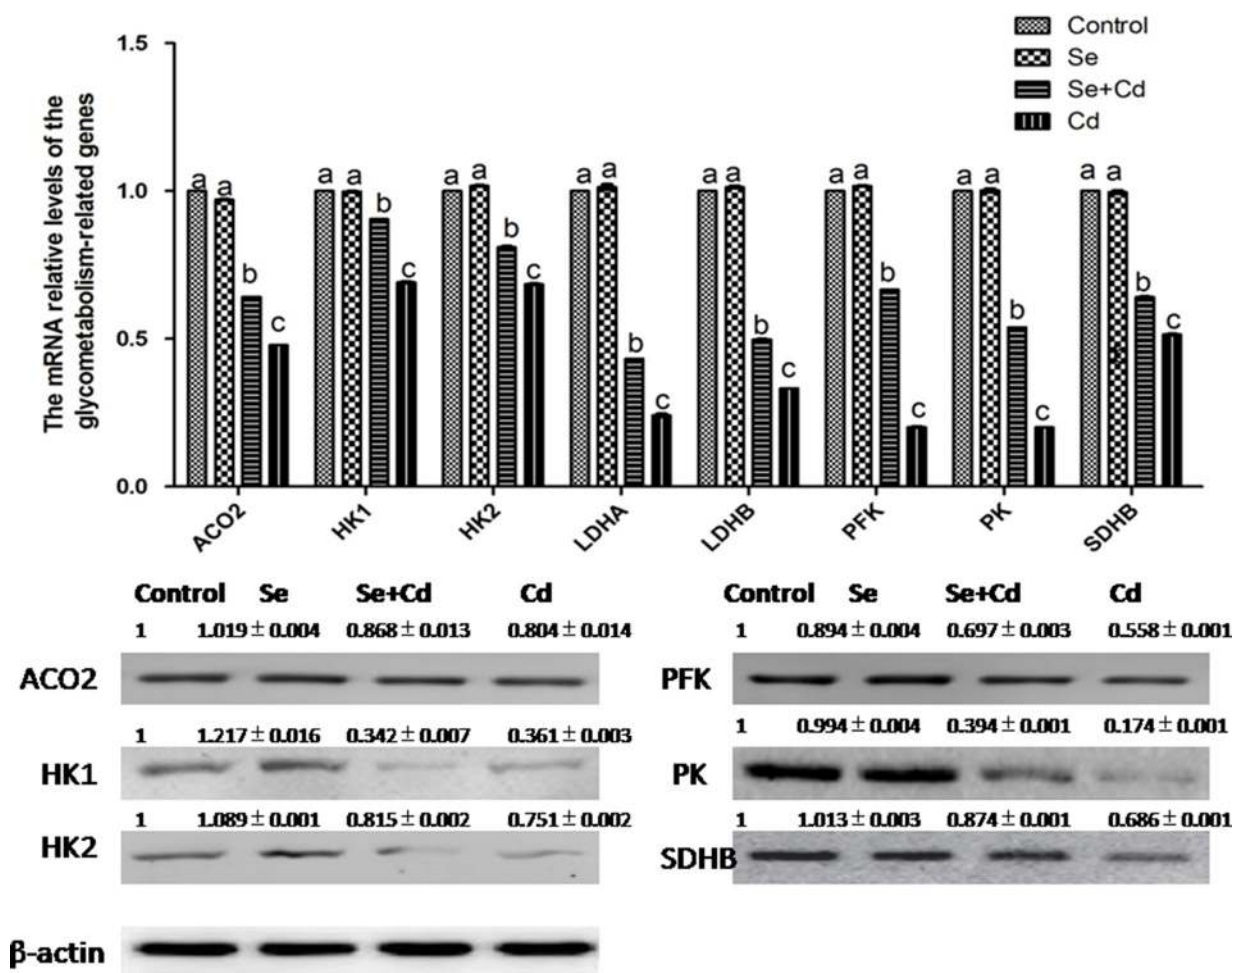 Control
Se
Se+Cd
Cd
The mRNA relative levels of the
glycometabolism-related genes
1.5
1.0
0.5
0.0
a a b c
a a b c
a a b c
a a b c
a a b c
a a b c
a a b c
a a b c
ACO2 HK1 HK2 LDHA LDHB PFK PK SDHB
Control Se Se+Cd Cd
1 1.019±0.004 0.868±0.013 0.804±0.014
ACO2
1 1.217±0.016 0.342±0.007 0.361±0.003
HK1
1 1.089±0.001 0.815±0.002 0.751±0.002
HK2
β-actin
Control Se Se+Cd Cd
1 0.894±0.004 0.697±0.003 0.558±0.001
PFK
1 0.994±0.004 0.394±0.001 0.174±0.001
PK
1 1.013±0.003 0.874±0.001 0.686±0.001
SDHB